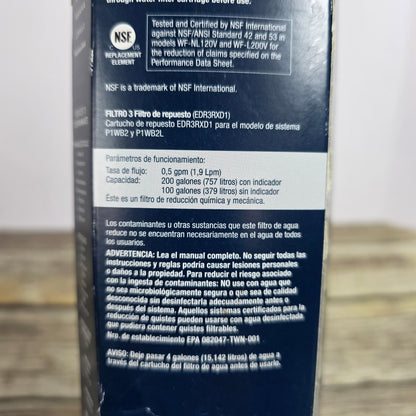 through water filter cartridge before use.
NSF
REPLACEMENT
ELEMENT
Tested and Certified by NSF International
against NSF/ANSI Standard 42 and 53 in
models WF-NL120V and WF-L200V for
the reduction of claims specified on the
Performance Data Sheet.
NSF is a trademark of NSF International.
FILTRO 3 Filtro de repuesto (EDR3RXD1)
Cartucho de repuesto EDR3RXD1 para el modelo de sistema
P1WB2 y P1WB2L
Parámetros de funcionamiento:
Tasa de flujo: 0,5 gpm (1,9 Lpm)
Capacidad: 200 galones (757 litros) con indicador
100 galones (379 litros) sin indicador
Éste es un filtro de reducción química y mecánica.
Los contaminantes u otras sustancias que este filtro de agua
reduce no se encuentran necesariamente en el agua de todos
los usuarios.
ADVERTENCIA: Lea el manual completo. No seguir todas las
instrucciones y reglas podría causar lesiones personales
o daños a la propiedad. Para reducir el riesgo asociado
con la ingesta de contaminantes: NO use con agua que
no sea microbiológicamente segura o que sea de calidad
desconocida sin desinfectarla adecuadamente antes o
después del sistema. Aquellos sistemas certificados para la
reducción de quistes pueden usarse con agua desinfectada
que pudiera contener quistes filtrables.
Nro. de establecimiento EPA 082047-TWN-001
AVISO: Deje pasar 4 galones (15,142 litros) de agua a
través del cartucho del filtro de agua antes de usarlo.